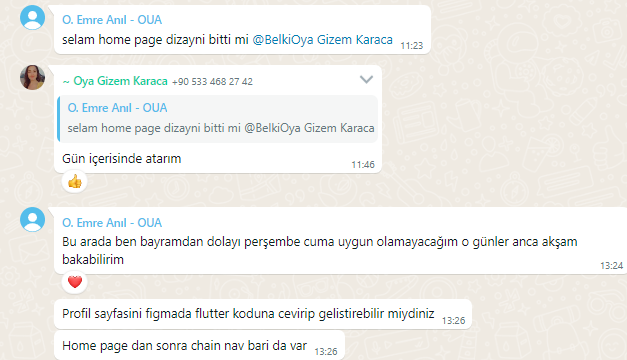 O. Emre Anıl - OUA
selam home page dizayni bitti mi @BelkiOya Gizem Karaca 11:23
~ Oya Gizem Karaca +90 533 468 27 42
O. Emre Anıl - OUA
selam home page dizayni bitti mi @BelkiOya Gizem Karaca
Gün içerisinde atarım 11:46
O. Emre Anıl - OUA
Bu arada ben bayramdan dolayı perşembe cuma uygun olamayacağım o günler anca akşam
bakabilirim 13:24
Profil sayfasini figmada flutter koduna cevirip gelistirebilir miydiniz 13:26
Home page dan sonra chain nav bari da var 13:26